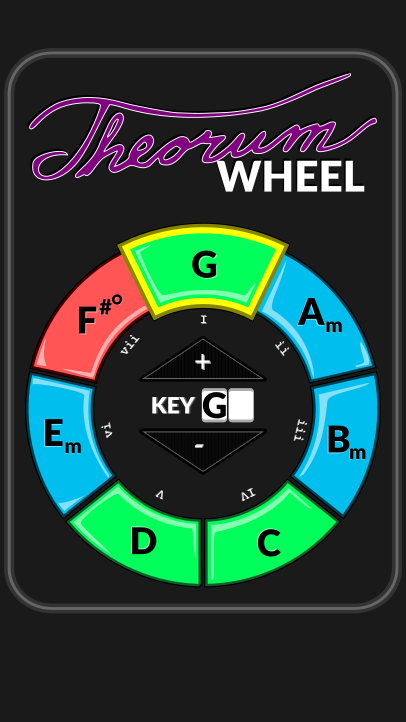 Theorum
WHEEL
G
F#° Am
I
vii ii
+
KEY G
Em Bm
vi iii
-
V IV
D C